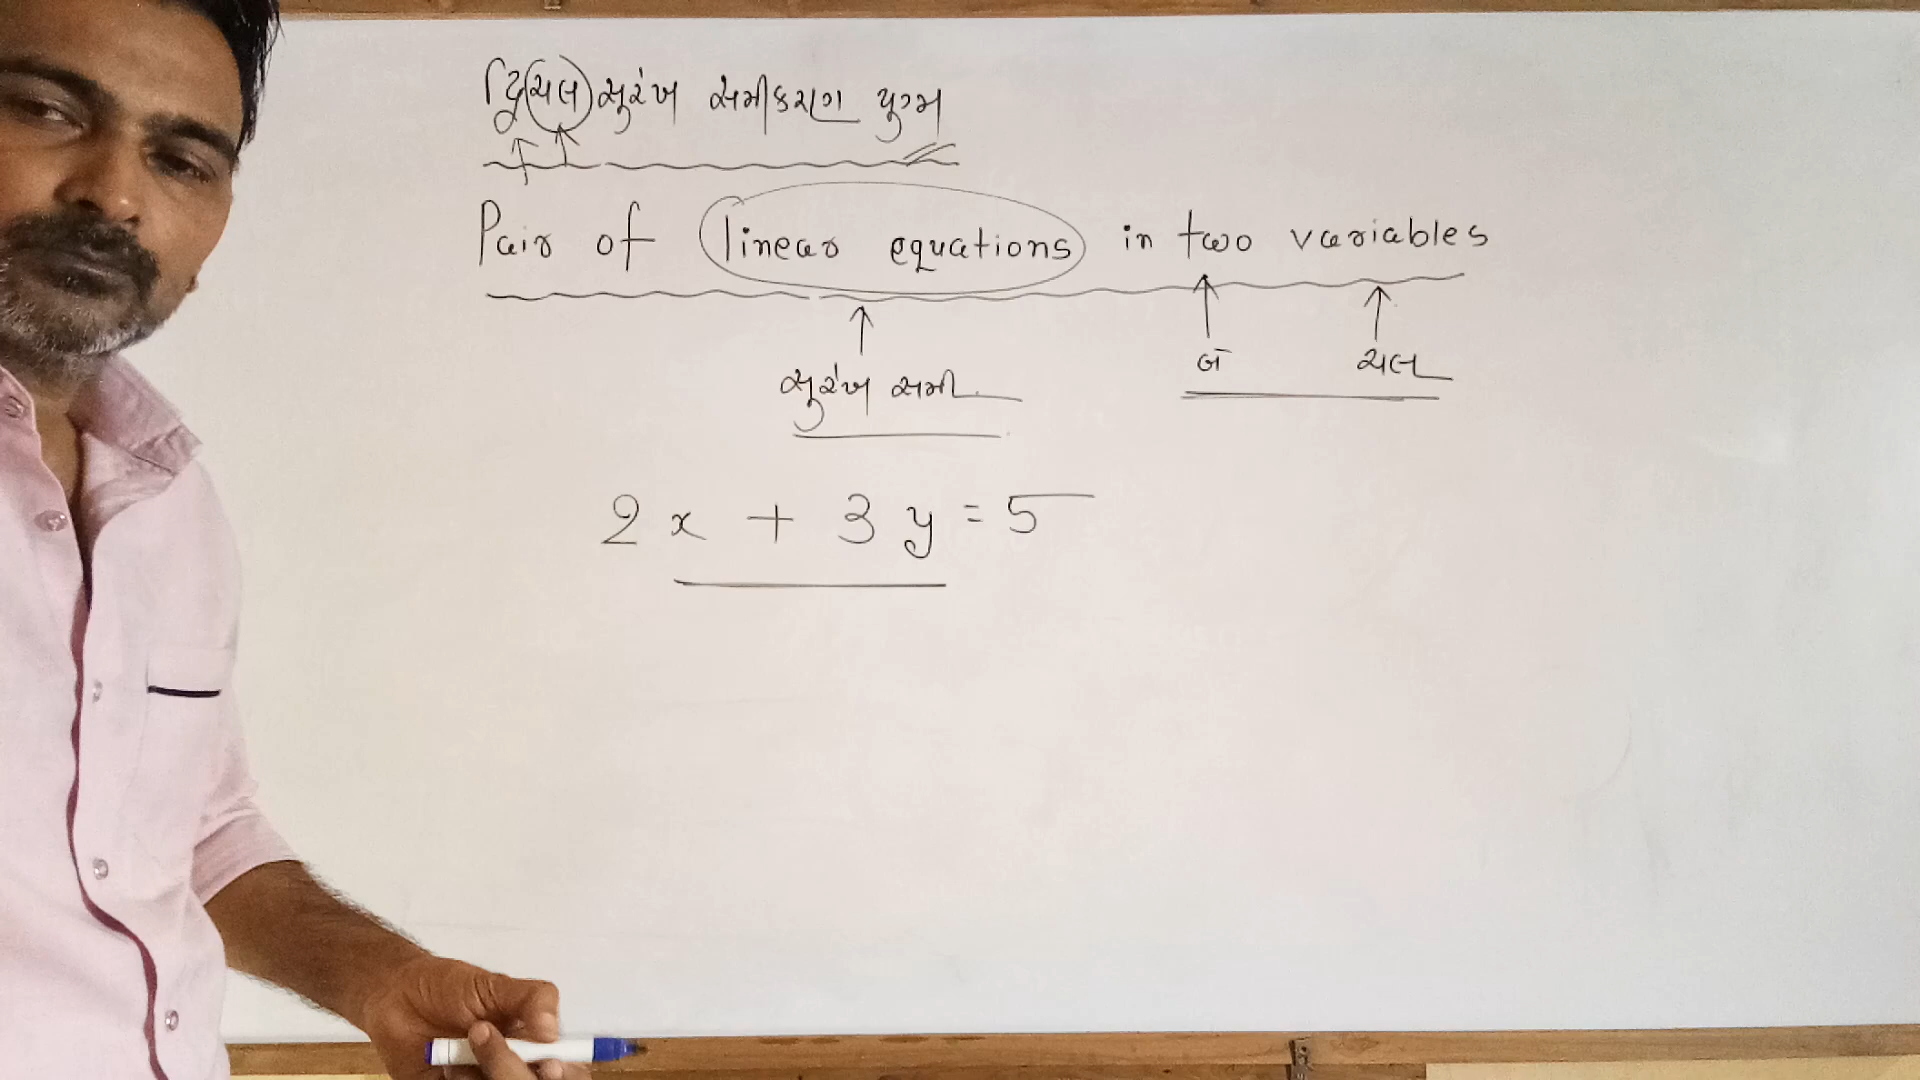 દ્વિચલ સુરેખ સમીકરણ યુગ્મ
Pair of linear equations in two variables
સુરેખ સમી.
બે ચલ
2x + 3y = 5